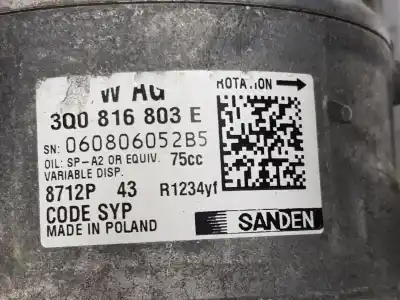 W AG
ROTATION
3Q0 816 803 E
SN: 060806052B5
OIL: SP-A2 OR EQUIV. 75cc
VARIABLE DISP.
8712P 43 R1234yf
CODE SYP
MADE IN POLAND
SANDEN